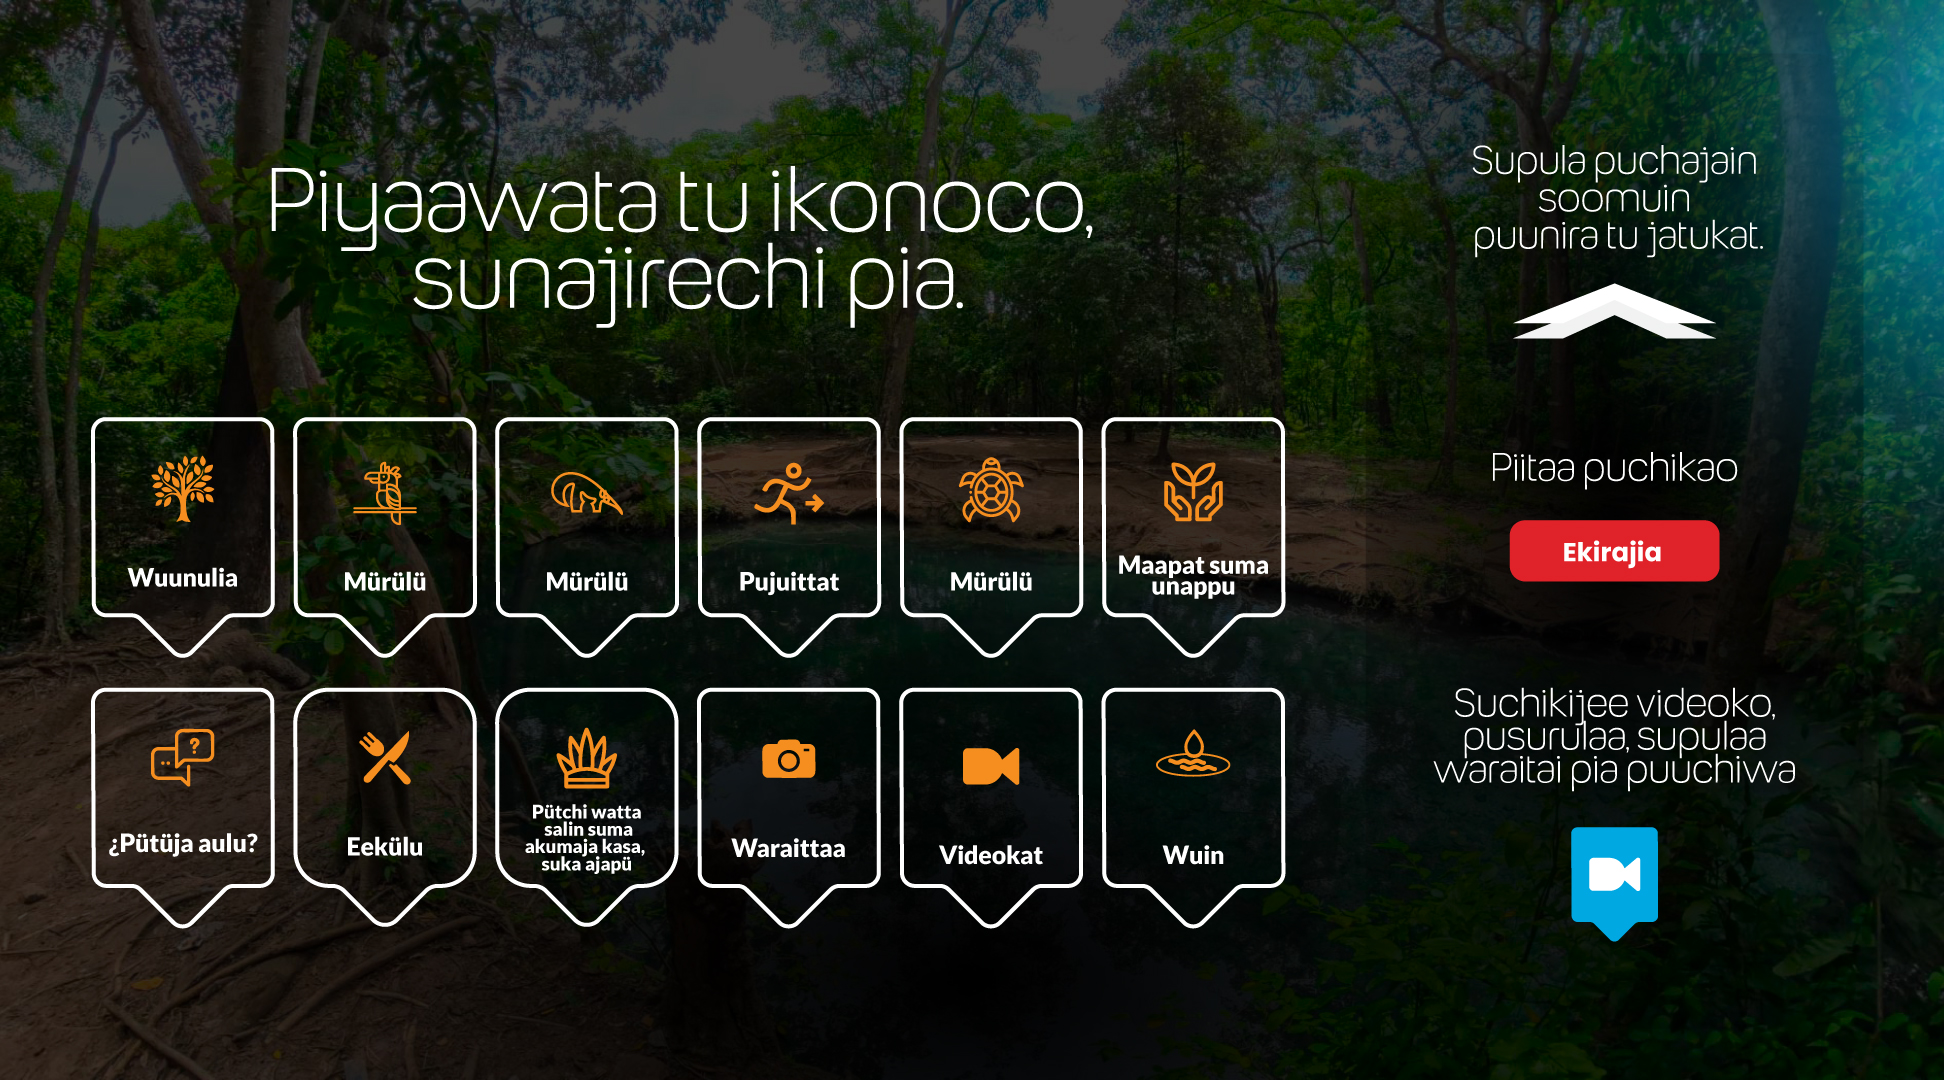 Piyaawata tu ikonoco,
sunajirechi pia.
Wuunulia
Mürülü
Mürülü
Pujuittat
Mürülü
Maapat suma
unappu
¿Pütüja aulu?
Eekülu
Pütchi watta
salin suma
akumaja kasa,
suka ajapü
Waraittaa
Videokat
Wuin
Supula puchajain
soomuin
puunira tu jatukat.
Piitaa puchikao
Ekirajia
Suchikijee videoko,
pusurulaa, supulaa
waraitai pia puuchiwa